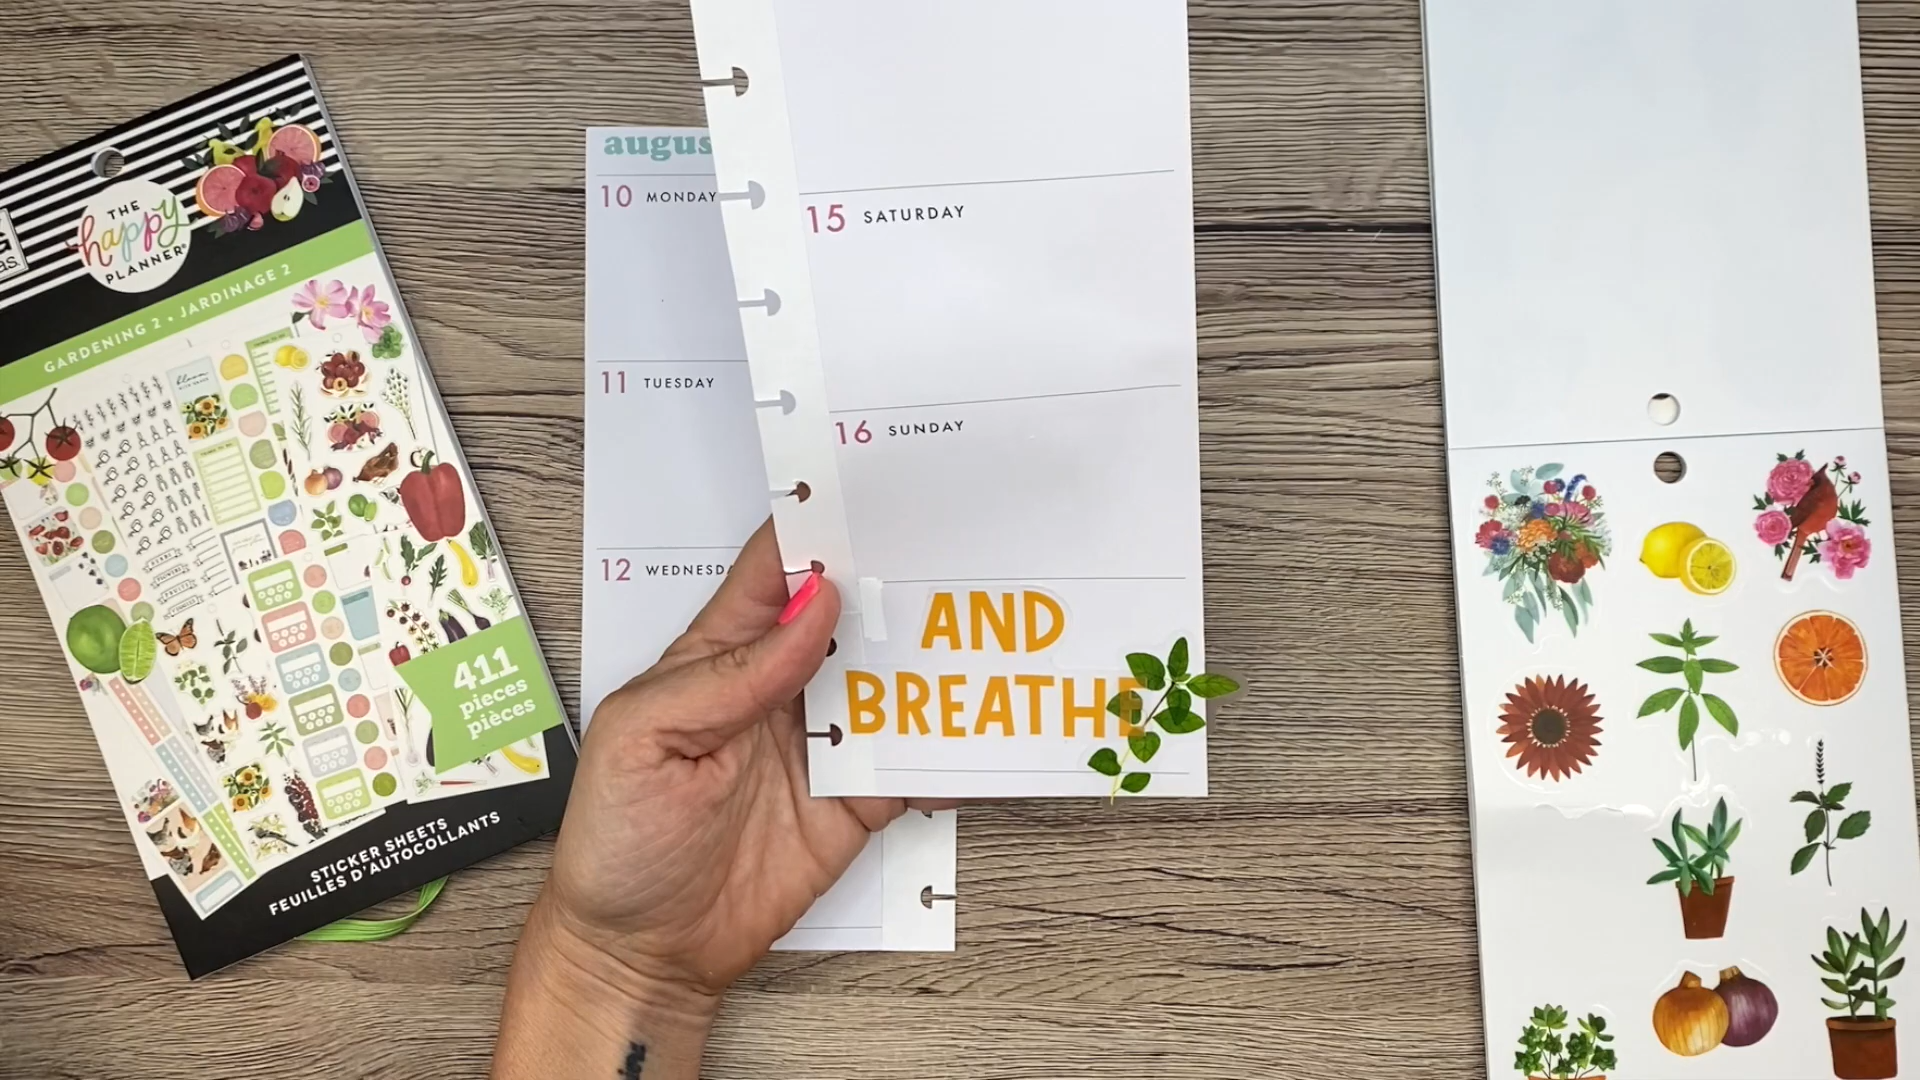 THE
happy
PLANNER®
GARDENING 2 • JARDINAGE 2
411
pieces
pièces
STICKER SHEETS
FEUILLES D'AUTOCOLLANTS
augus
10 MONDAY
11 TUESDAY
12 WEDNESDA
15 SATURDAY
16 SUNDAY
AND
BREATHE